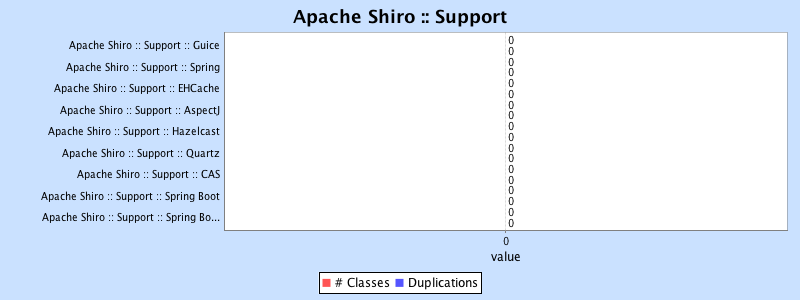 Apache Shiro :: Support
Apache Shiro :: Support :: Guice
0
0
Apache Shiro :: Support :: Spring
0
0
Apache Shiro :: Support :: EHCache
0
0
Apache Shiro :: Support :: AspectJ
0
0
Apache Shiro :: Support :: Hazelcast
0
0
Apache Shiro :: Support :: Quartz
0
0
Apache Shiro :: Support :: CAS
0
0
Apache Shiro :: Support :: Spring Boot
0
0
Apache Shiro :: Support :: Spring Bo...
0
0
0
value
# Classes Duplications